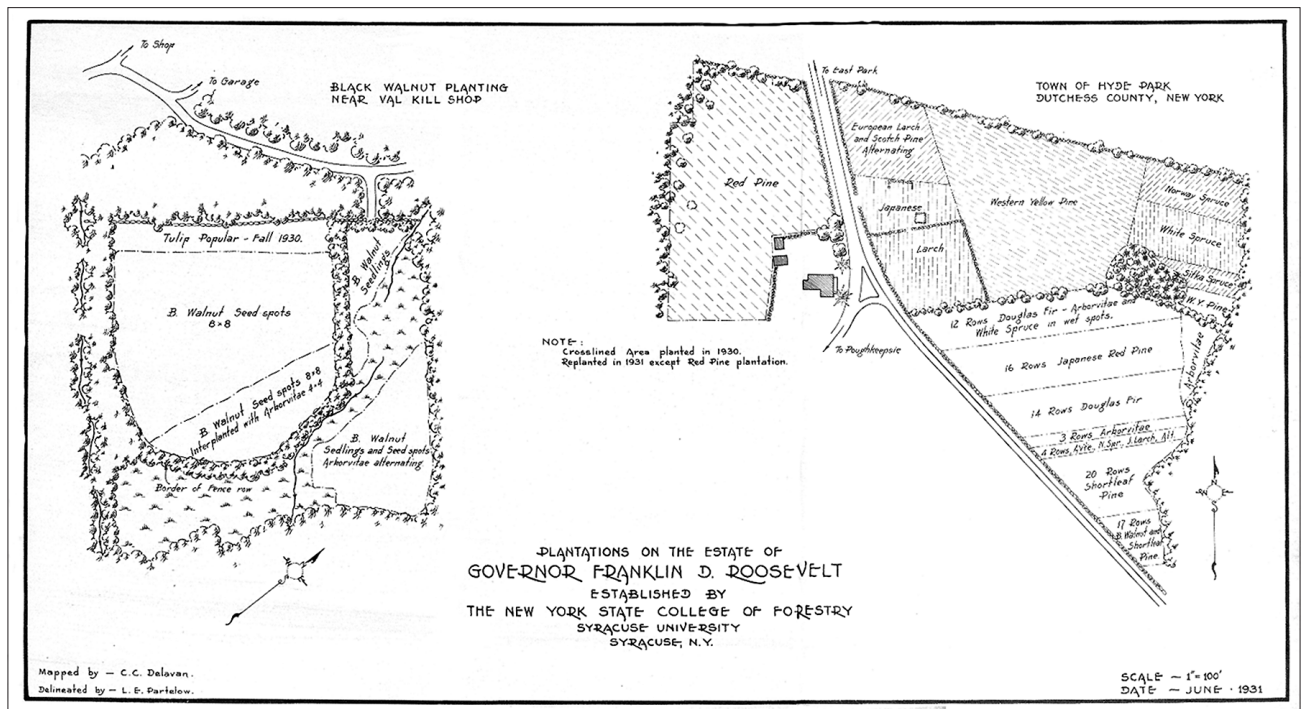 To Shop
To Garage
BLACK WALNUT PLANTING
NEAR VAL KILL SHOP
Tulip Popular - Fall 1930.
B. Walnut
Seedlings
B. Walnut Seed spots
8×8
B. Walnut Seed spots 8×8
Interplanted with Arborvitae 4×4
B. Walnut
Sedlings and Seed spots
Arborvitae alternating
Border of fence row
To East Park
TOWN OF HYDE PARK
DUTCHESS COUNTY, NEW YORK
European Larch
and Scotch Pine
Alternating
Red Pine
Japanese
Larch
Western Yellow Pine
Norway Spruce
White Spruce
Sitka Spruce
W.Y. Pine
12 Rows Douglas Fir - Arborvitae and
White Spruce in wet spots.
16 Rows Japanese Red Pine
Arborvitae
14 Rows Douglas Fir
3 Rows Arborvitae
4 Rows, Avte, N. Spr. J. Larch, Alt.
20 Rows
Shortleaf
Pine
17 Rows
B. Walnut and
Shortleaf
Pine.
To Poughkeepsie
NOTE:
Crosslined Area planted in 1930.
Replanted in 1931 except Red Pine plantation.
PLANTATIONS ON THE ESTATE OF
GOVERNOR FRANKLIN D. ROOSEVELT
ESTABLISHED BY
THE NEW YORK STATE COLLEGE OF FORESTRY
SYRACUSE UNIVERSITY
SYRACUSE, N.Y.
Mapped by — C.C. Delavan.
Delineated by — L.E. Partelow.
SCALE ~ 1"= 100'
DATE ~ JUNE · 1931